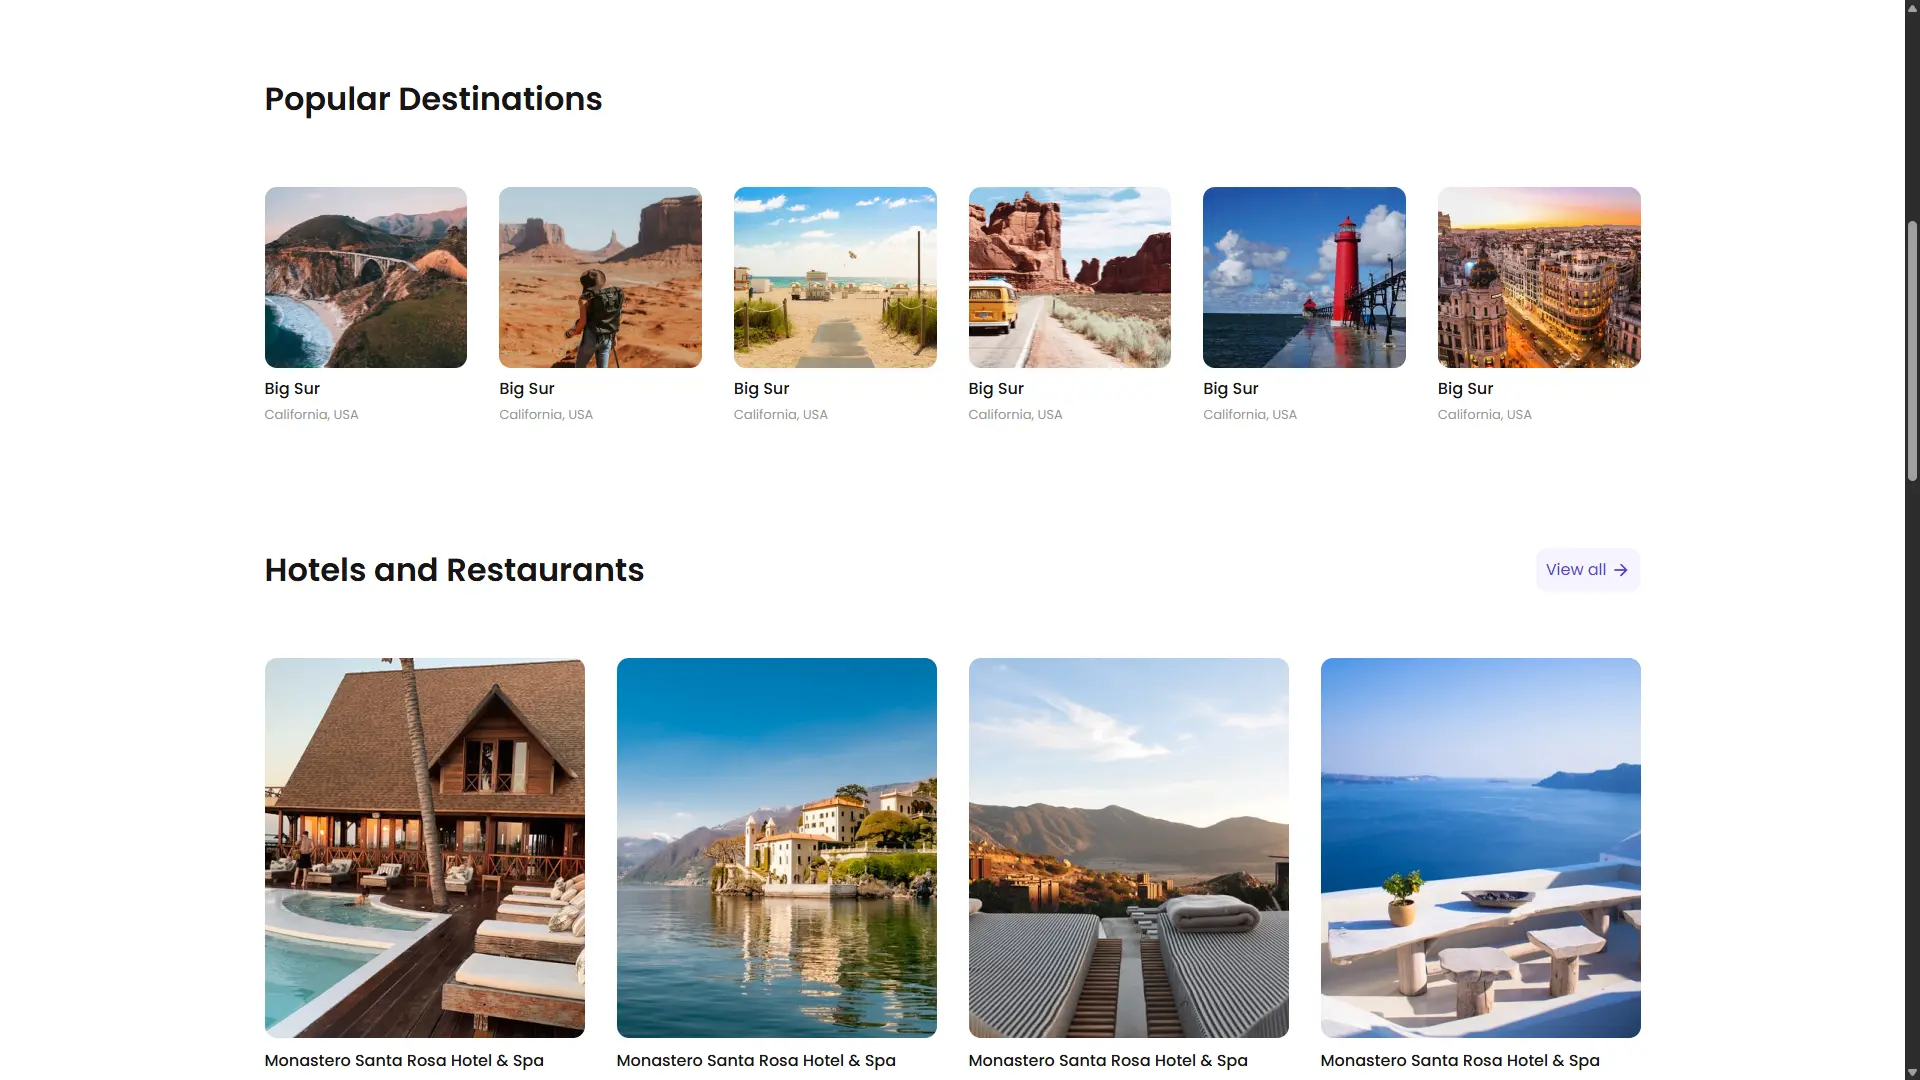 Popular Destinations
Big Sur
California, USA
Big Sur
California, USA
Big Sur
California, USA
Big Sur
California, USA
Big Sur
California, USA
Big Sur
California, USA
Hotels and Restaurants
View all
Monastero Santa Rosa Hotel & Spa
Monastero Santa Rosa Hotel & Spa
Monastero Santa Rosa Hotel & Spa
Monastero Santa Rosa Hotel & Spa